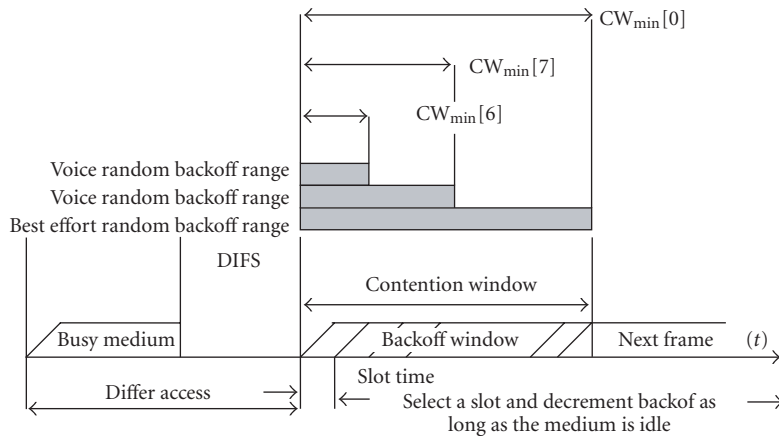 CWmin[0]
CWmin[7]
CWmin[6]
Voice random backoff range
Voice random backoff range
Best effort random backoff range
DIFS
Contention window
Busy medium
Backoff window
Next frame
(t)
Slot time
Differ access
Select a slot and decrement backof as
long as the medium is idle